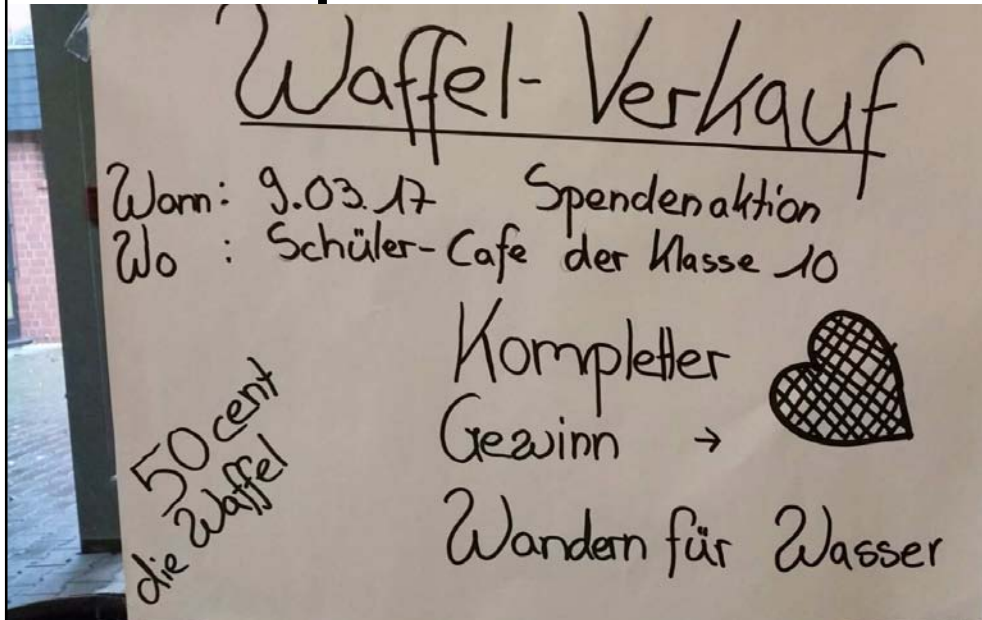 Waffel-Verkauf
Wann: 9.03.17 Spendenaktion
Wo : Schüler-Cafe der Klasse 10
Kompletter
Gewinn →
Wandern für Wasser
50 cent
die Waffel